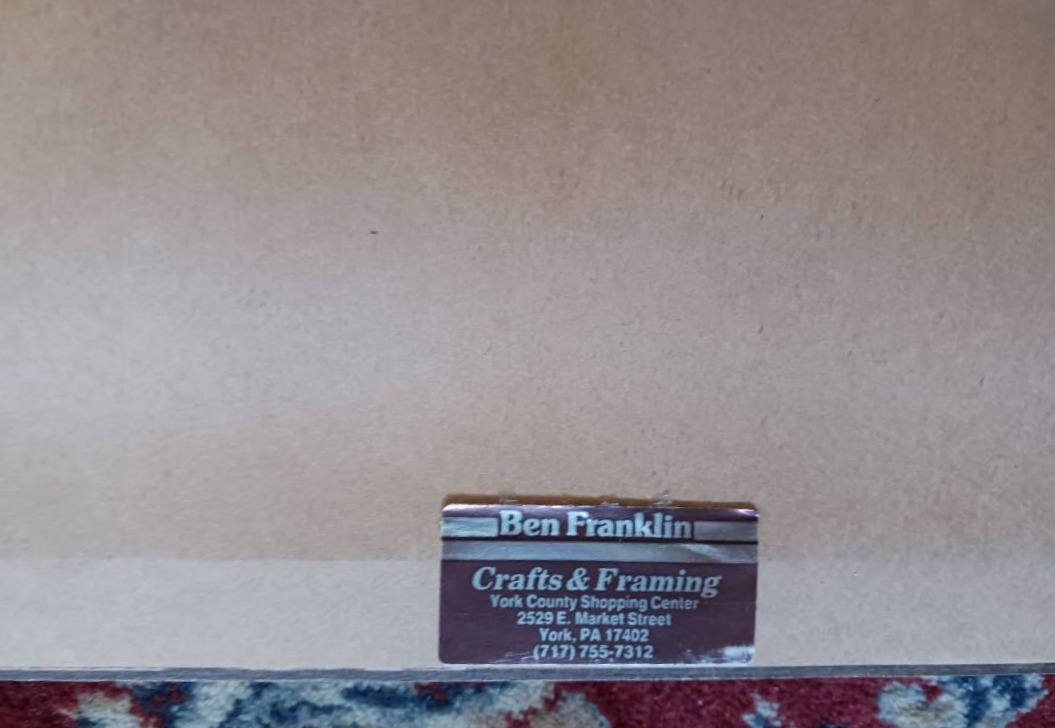 Ben Franklin
Crafts & Framing
York County Shopping Center
2529 E. Market Street
York, PA 17402
(717) 755-7312